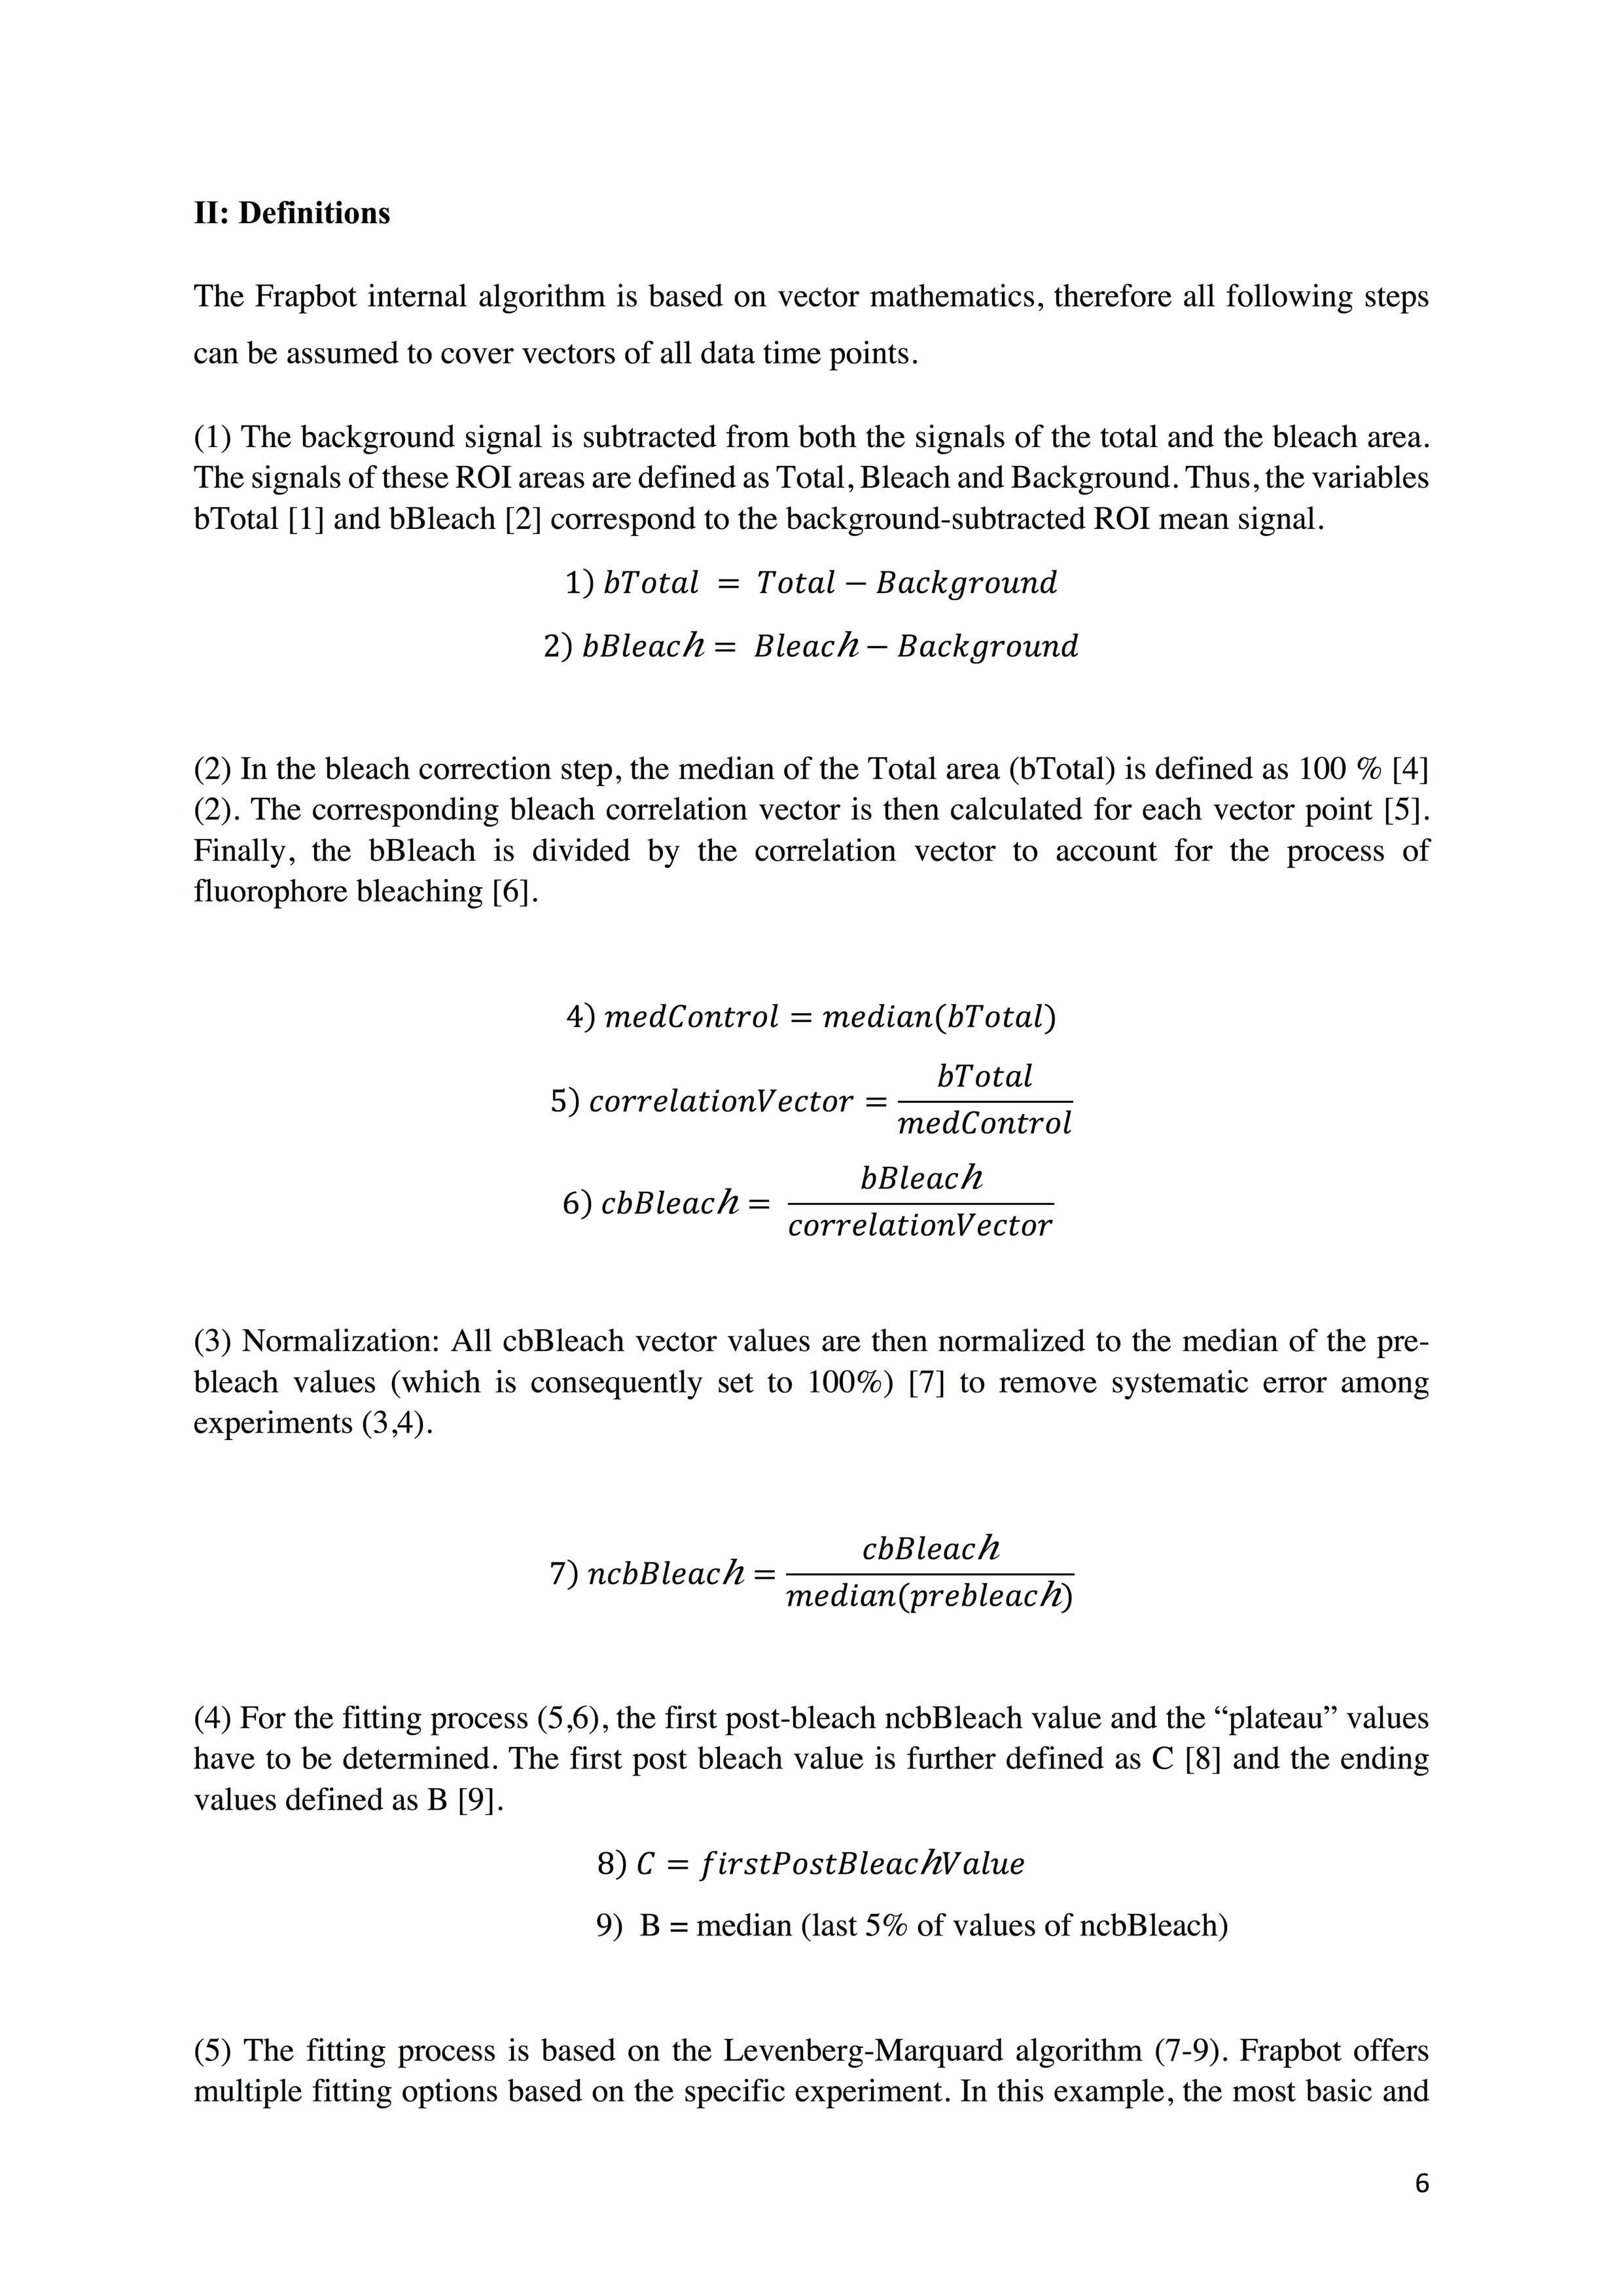 II: Definitions
The Frapbot internal algorithm is based on vector mathematics, therefore all following steps
can be assumed to cover vectors of all data time points.
(1) The background signal is subtracted from both the signals of the total and the bleach area.
The signals of these ROI areas are defined as Total, Bleach and Background. Thus, the variables
bTotal [1] and bBleach [2] correspond to the background-subtracted ROI mean signal.
1) bTotal = Total − Background
2) bBleach = Bleach − Background
(2) In the bleach correction step, the median of the Total area (bTotal) is defined as 100 % [4]
(2). The corresponding bleach correlation vector is then calculated for each vector point [5].
Finally, the bBleach is divided by the correlation vector to account for the process of
fluorophore bleaching [6].
4) medControl = median(bTotal)
5) correlationVector = bTotal / medControl
6) cbBleach = bBleach / correlationVector
(3) Normalization: All cbBleach vector values are then normalized to the median of the pre-
bleach values (which is consequently set to 100%) [7] to remove systematic error among
experiments (3,4).
7) ncbBleach = cbBleach / median(prebleach)
(4) For the fitting process (5,6), the first post-bleach ncbBleach value and the “plateau” values
have to be determined. The first post bleach value is further defined as C [8] and the ending
values defined as B [9].
8) C = firstPostBleachValue
9) B = median (last 5% of values of ncbBleach)
(5) The fitting process is based on the Levenberg-Marquard algorithm (7-9). Frapbot offers
multiple fitting options based on the specific experiment. In this example, the most basic and
6